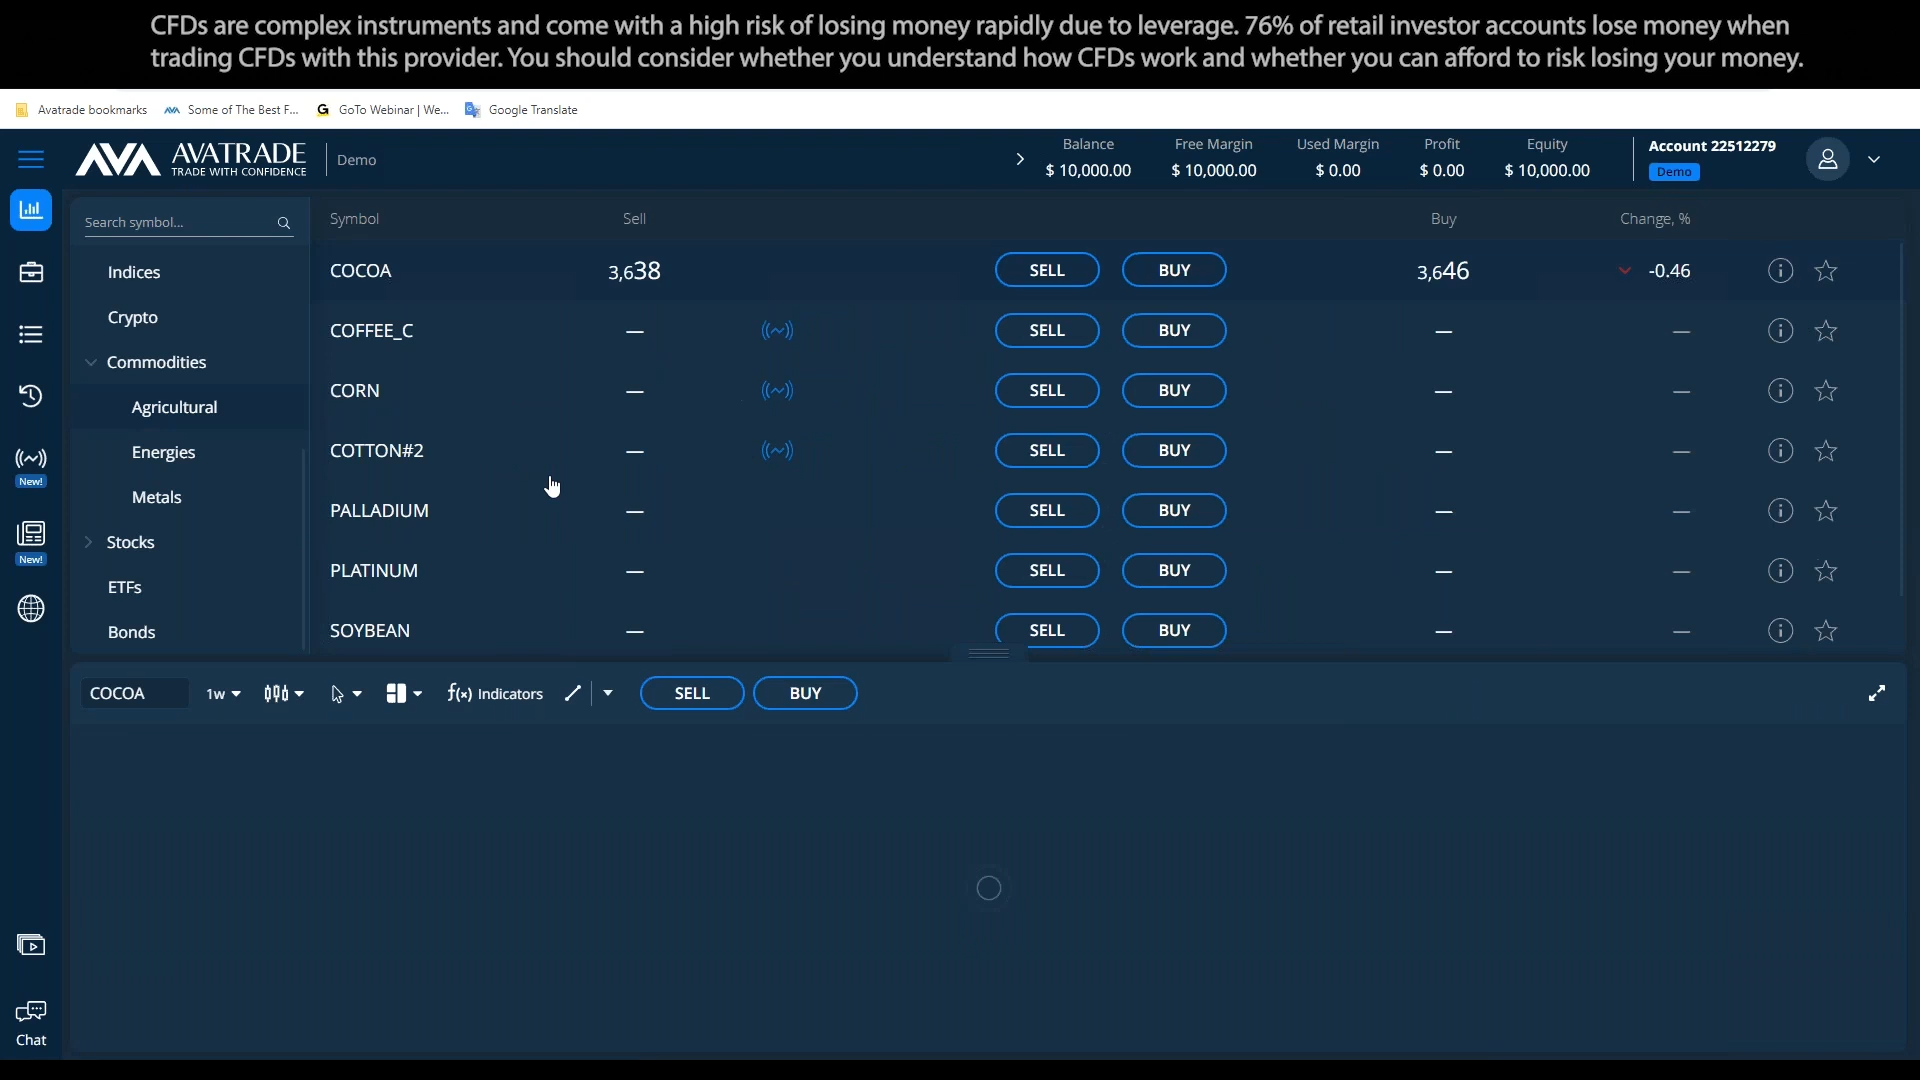 CFDs are complex instruments and come with a high risk of losing money rapidly due to leverage. 76% of retail investor accounts lose money when
trading CFDs with this provider. You should consider whether you understand how CFDs work and whether you can afford to risk losing your money.
Avatrade bookmarks Some of The Best F... GoTo Webinar | We... Google Translate
AVA AVATRADE
TRADE WITH CONFIDENCE
Demo
Balance Free Margin Used Margin Profit Equity
$ 10,000.00 $ 10,000.00 $ 0.00 $ 0.00 $ 10,000.00
Account 22512279
Demo
Search symbol...
Indices
Crypto
Commodities
Agricultural
Energies
Metals
Stocks
ETFs
Bonds
New!
New!
Chat
Symbol Sell Buy Change, %
COCOA 3,638 SELL BUY 3,646 -0.46
COFFEE_C — SELL BUY — —
CORN — SELL BUY — —
COTTON#2 — SELL BUY — —
PALLADIUM — SELL BUY — —
PLATINUM — SELL BUY — —
SOYBEAN — SELL BUY — —
COCOA 1w f(x) Indicators SELL BUY